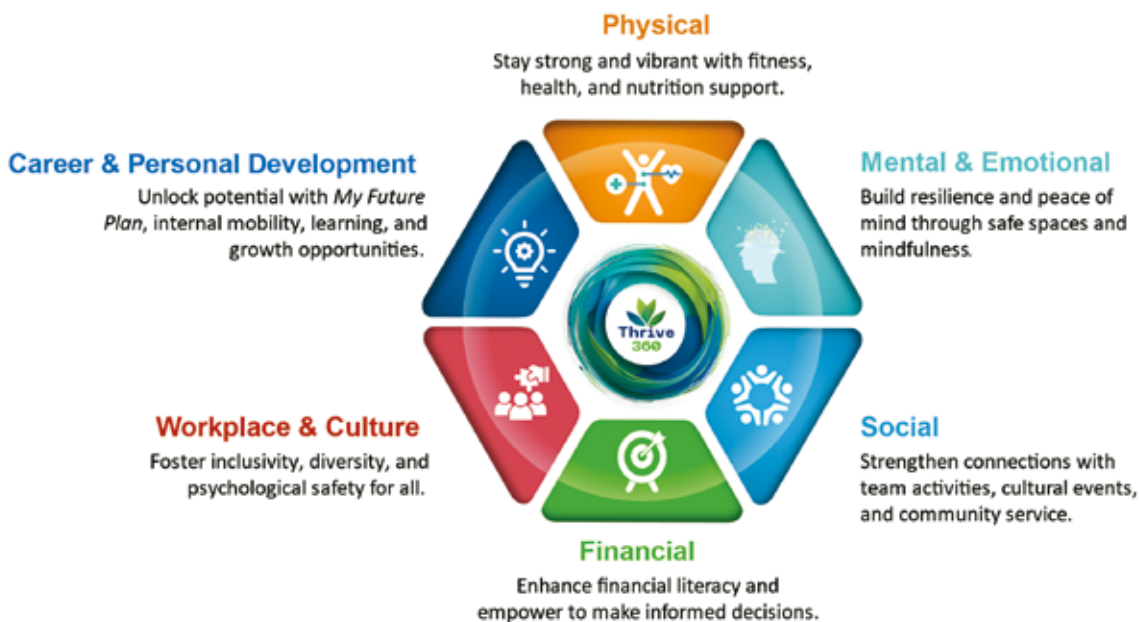 Physical
Stay strong and vibrant with fitness,
health, and nutrition support.
Career & Personal Development
Unlock potential with My Future
Plan, internal mobility, learning, and
growth opportunities.
Mental & Emotional
Build resilience and peace of
mind through safe spaces and
mindfulness.
Thrive
360
Workplace & Culture
Foster inclusivity, diversity, and
psychological safety for all.
Social
Strengthen connections with
team activities, cultural events,
and community service.
Financial
Enhance financial literacy and
empower to make informed decisions.